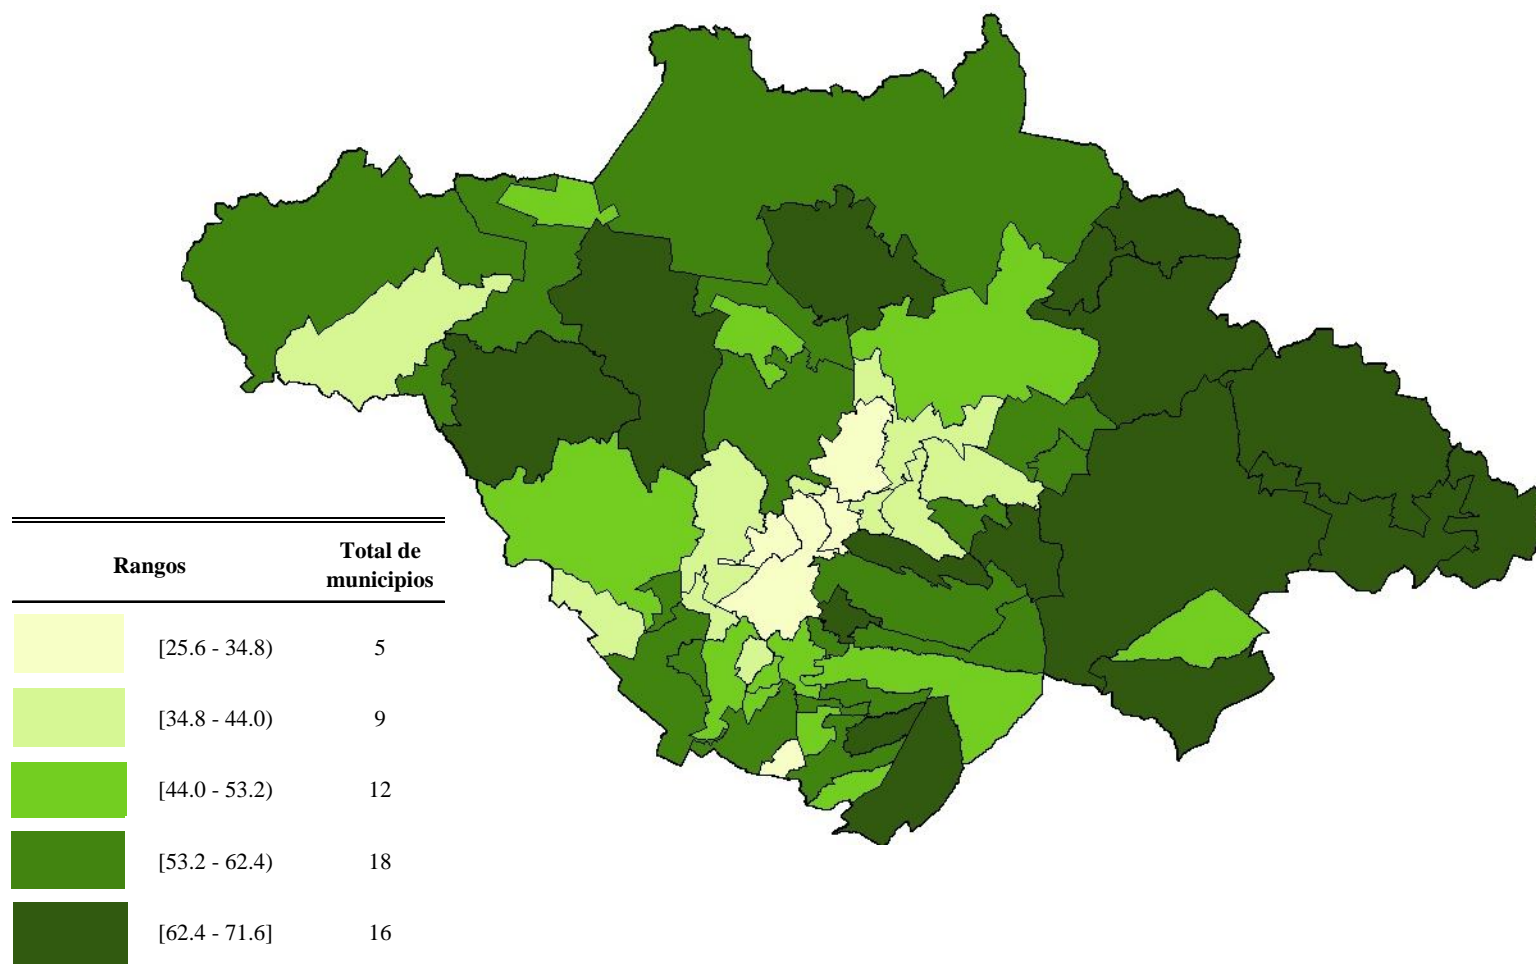 Rangos Total de
municipios
[25.6 - 34.8) 5
[34.8 - 44.0) 9
[44.0 - 53.2) 12
[53.2 - 62.4) 18
[62.4 - 71.6] 16